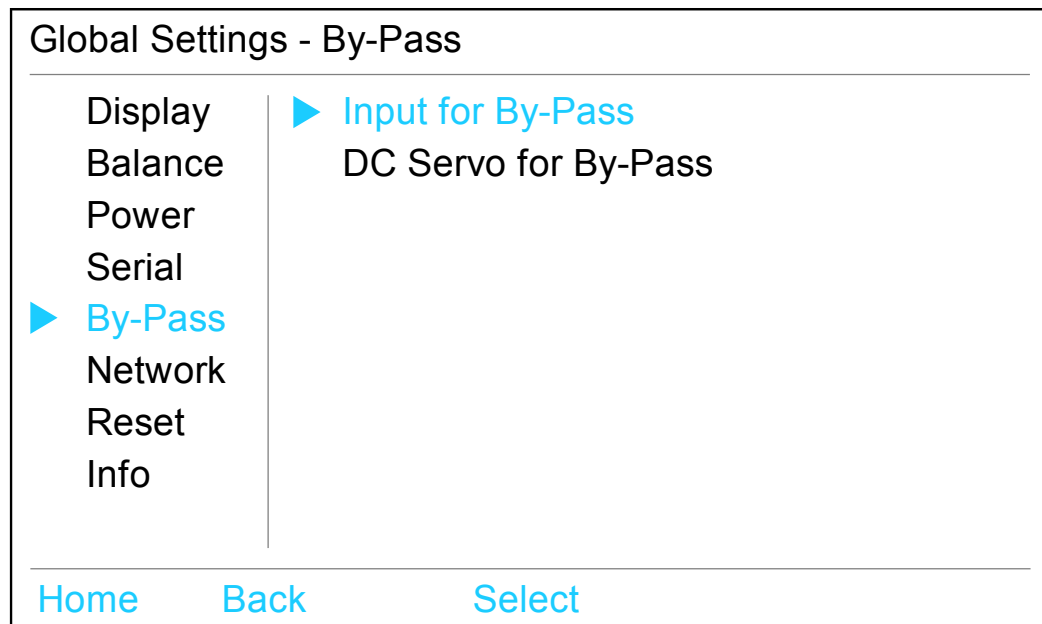 Global Settings - By-Pass
Display
Balance
Power
Serial
By-Pass
Network
Reset
Info
Input for By-Pass
DC Servo for By-Pass
Home Back Select